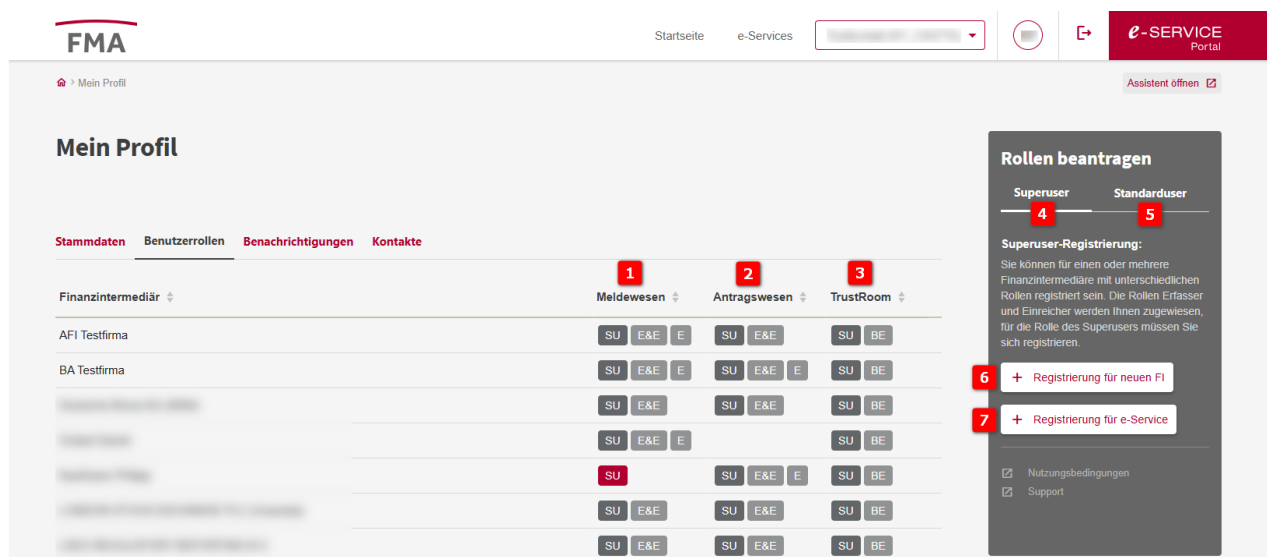 FMA
Startseite e-Services
e-SERVICE
Portal
> Mein Profil
Assistent öffnen
Mein Profil
Stammdaten Benutzerrollen Benachrichtigungen Kontakte
1 2 3
Finanzintermediär Meldewesen Antragswesen TrustRoom
AFI Testfirma SU E&E E SU E&E SU BE
BA Testfirma SU E&E E SU E&E E SU BE
SU E&E SU E&E SU BE
SU E&E E SU BE
SU SU E&E E SU BE
SU E&E SU E&E SU BE
SU E&E SU E&E SU BE
Rollen beantragen
Superuser Standarduser
4 5
Superuser-Registrierung:
Sie können für einen oder mehrere
Finanzintermediäre mit unterschiedlichen
Rollen registriert sein. Die Rollen Erfasser
und Einreicher werden Ihnen zugewiesen,
für die Rolle des Superusers müssen Sie
sich registrieren.
6 + Registrierung für neuen FI
7 + Registrierung für e-Service
Nutzungsbedingungen
Support